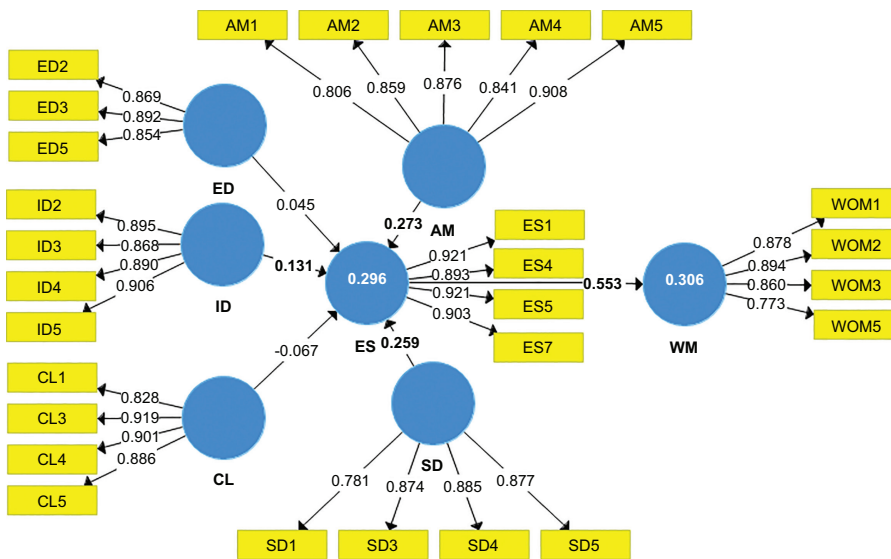 AM1 AM2 AM3 AM4 AM5
0.806 0.859 0.876 0.841 0.908
AM
ED2
ED3
ED5
0.869
0.892
0.854
ED
0.045
0.273
ID2
ID3
ID4
ID5
0.895
0.868
0.890
0.906
ID
0.131
0.296
ES
ES1
ES4
ES5
ES7
0.921
0.893
0.921
0.903
0.553
0.306
WM
WOM1
WOM2
WOM3
WOM5
0.878
0.894
0.860
0.773
CL1
CL3
CL4
CL5
0.828
0.919
0.901
0.886
CL
-0.067
0.259
SD
0.781 0.874 0.885 0.877
SD1 SD3 SD4 SD5